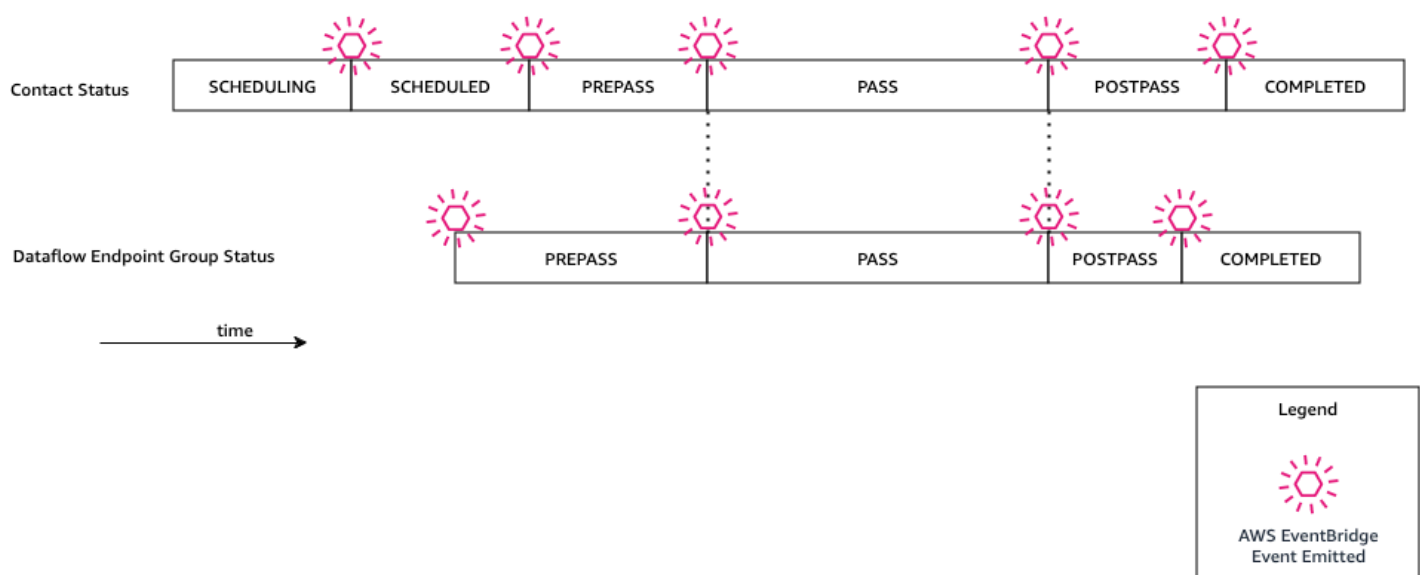 Contact Status
SCHEDULING
SCHEDULED
PREPASS
PASS
POSTPASS
COMPLETED
Dataflow Endpoint Group Status
PREPASS
PASS
POSTPASS
COMPLETED
time
Legend
AWS EventBridge
Event Emitted